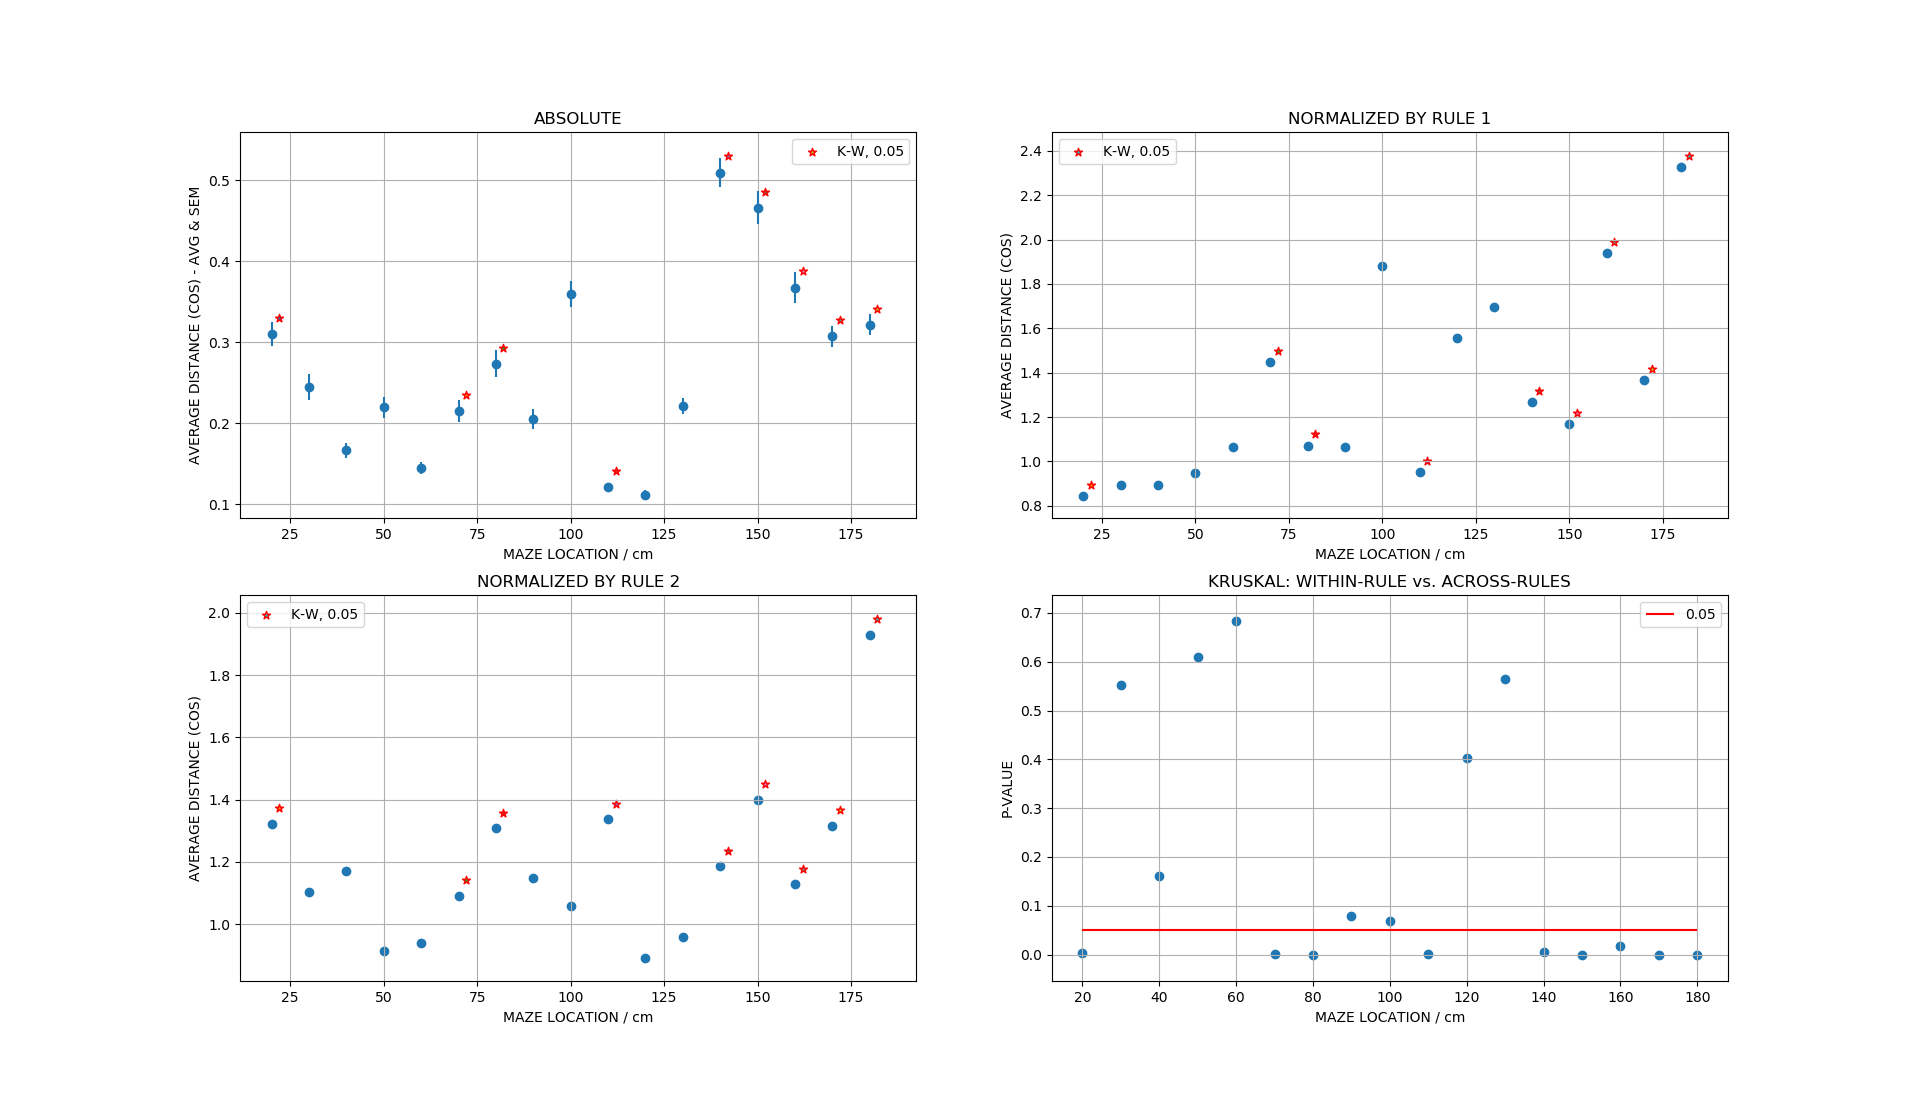 ABSOLUTE
K-W, 0.05
0.5
0.4
0.3
0.2
0.1
AVERAGE DISTANCE (COS) - AVG & SEM
25 50 75 100 125 150 175
MAZE LOCATION / cm
NORMALIZED BY RULE 1
K-W, 0.05
2.4
2.2
2.0
1.8
1.6
1.4
1.2
1.0
0.8
AVERAGE DISTANCE (COS)
25 50 75 100 125 150 175
MAZE LOCATION / cm
NORMALIZED BY RULE 2
K-W, 0.05
2.0
1.8
1.6
1.4
1.2
1.0
AVERAGE DISTANCE (COS)
25 50 75 100 125 150 175
MAZE LOCATION / cm
KRUSKAL: WITHIN-RULE vs. ACROSS-RULES
0.05
0.7
0.6
0.5
0.4
0.3
0.2
0.1
0.0
P-VALUE
20 40 60 80 100 120 140 160 180
MAZE LOCATION / cm